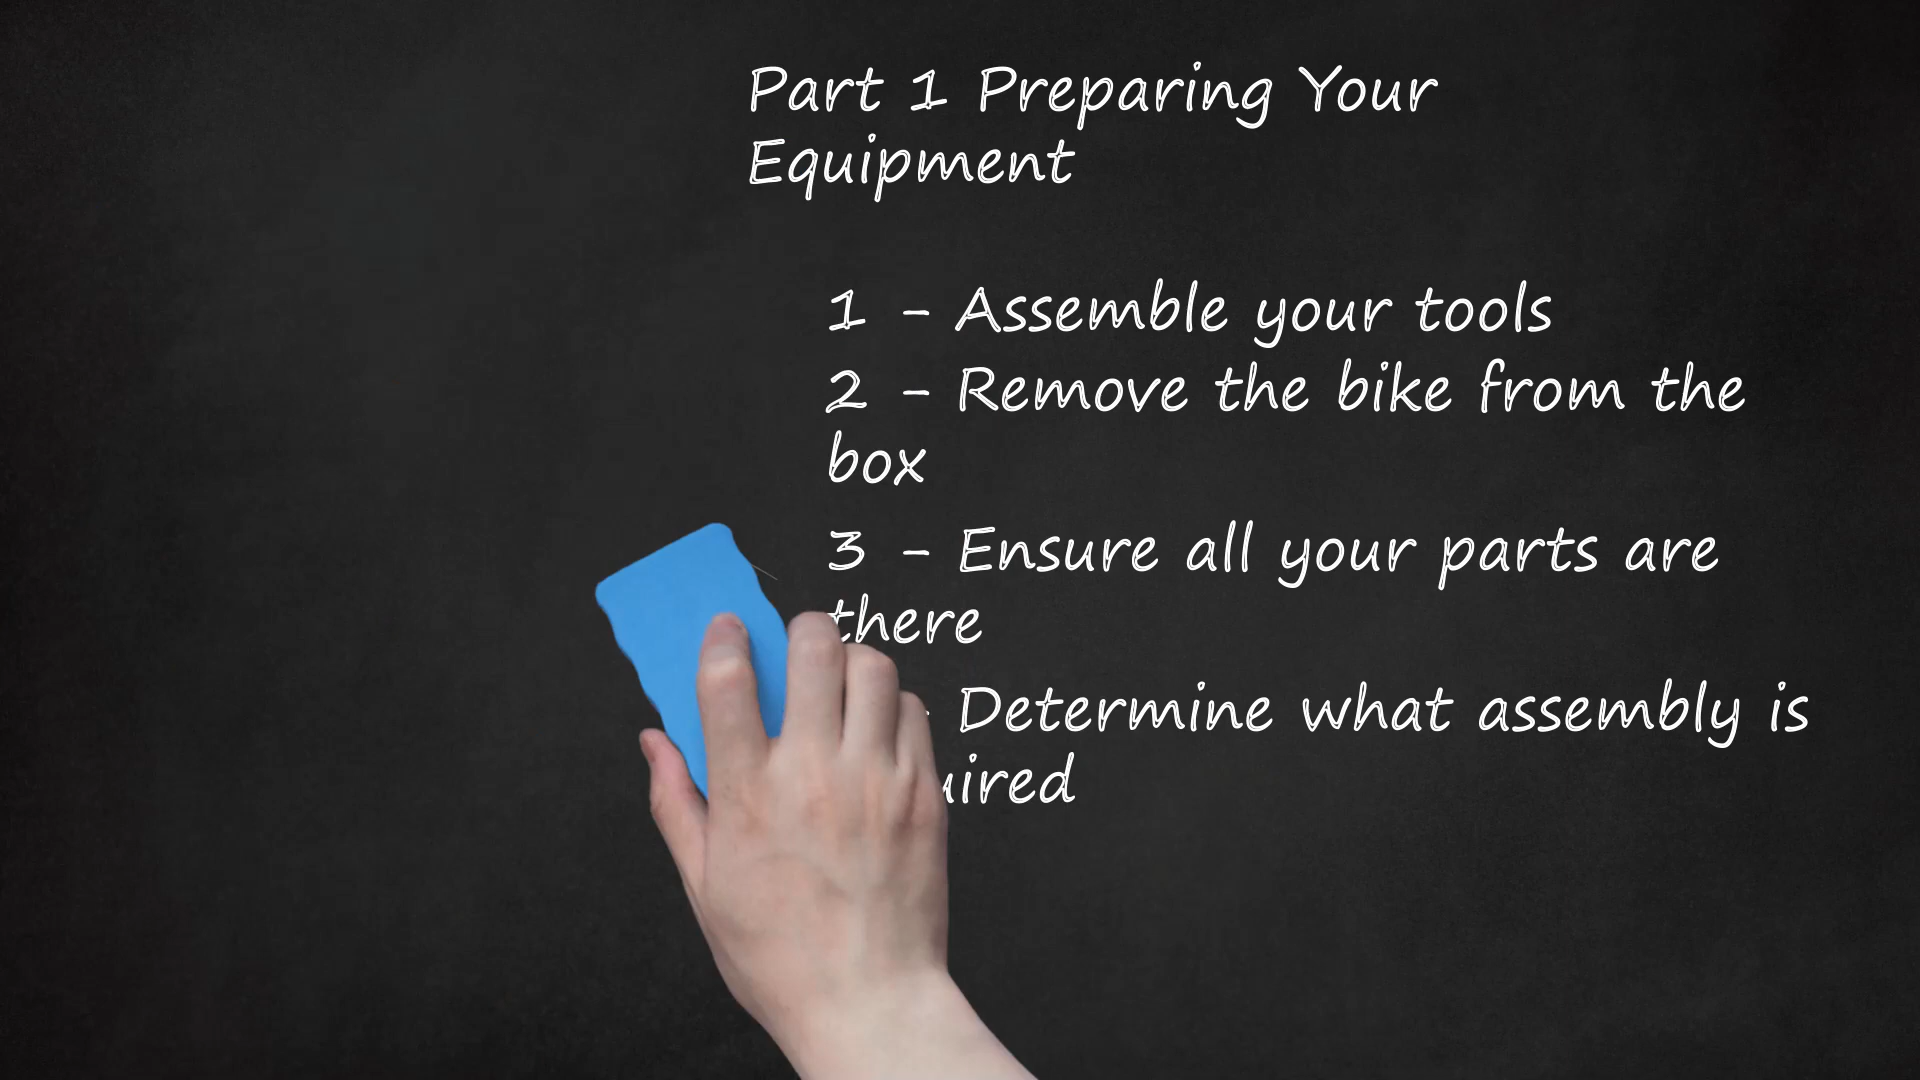 Part 1 Preparing Your
Equipment
1 - Assemble your tools
2 - Remove the bike from the
box
3 - Ensure all your parts are
there
- Determine what assembly is